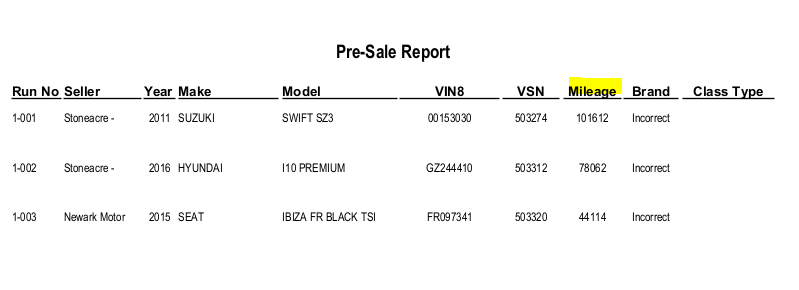 Pre-Sale Report
Run No Seller Year Make Model VIN8 VSN Mileage Brand Class Type
1-001 Stoneacre - 2011 SUZUKI SWIFT SZ3 00153030 503274 101612 Incorrect
1-002 Stoneacre - 2016 HYUNDAI I10 PREMIUM GZ244410 503312 78062 Incorrect
1-003 Newark Motor 2015 SEAT IBIZA FR BLACK TSI FR097341 503320 44114 Incorrect